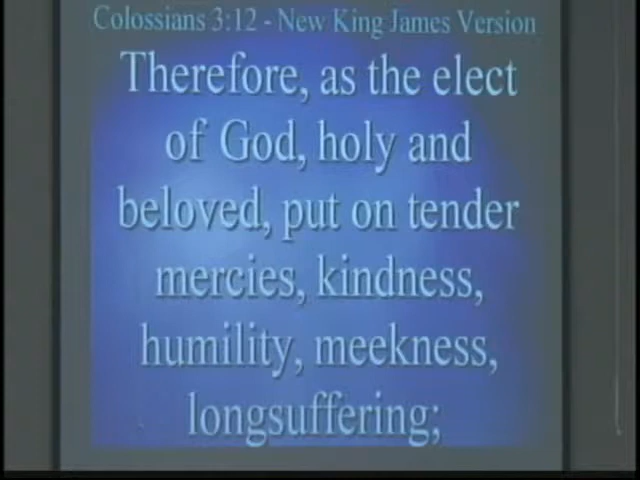 Colossians 3:12 - New King James Version
Therefore, as the elect
of God, holy and
beloved, put on tender
mercies, kindness,
humility, meekness,
longsuffering;